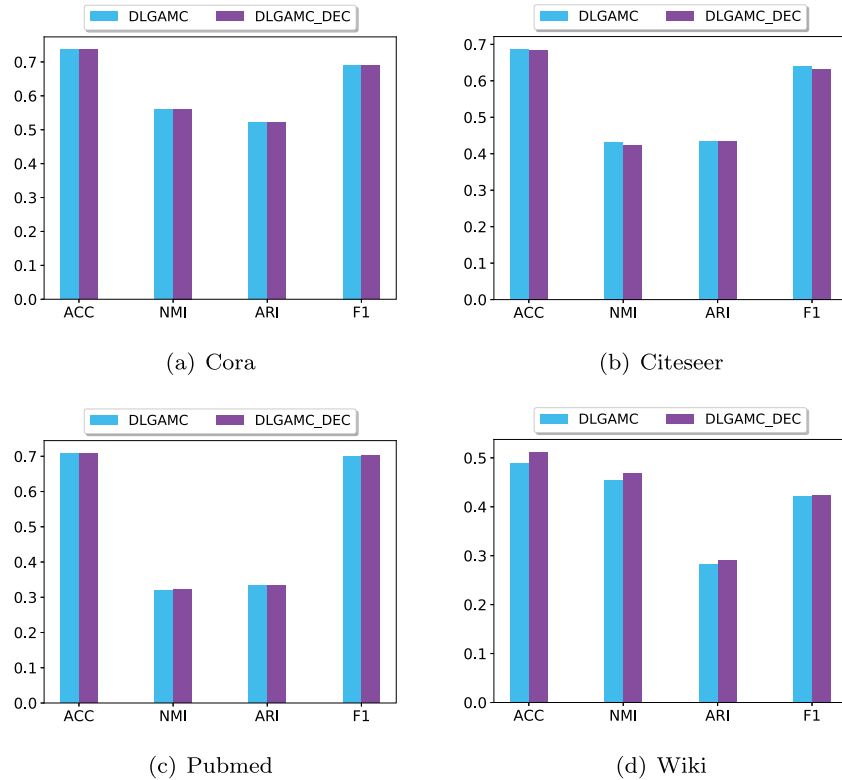 DLGAMC DLGAMC_DEC
0.7
0.6
0.5
0.4
0.3
0.2
0.1
0.0
ACC NMI ARI F1
(a) Cora
DLGAMC DLGAMC_DEC
0.7
0.6
0.5
0.4
0.3
0.2
0.1
0.0
ACC NMI ARI F1
(b) Citeseer
DLGAMC DLGAMC_DEC
0.7
0.6
0.5
0.4
0.3
0.2
0.1
0.0
ACC NMI ARI F1
(c) Pubmed
DLGAMC DLGAMC_DEC
0.5
0.4
0.3
0.2
0.1
0.0
ACC NMI ARI F1
(d) Wiki